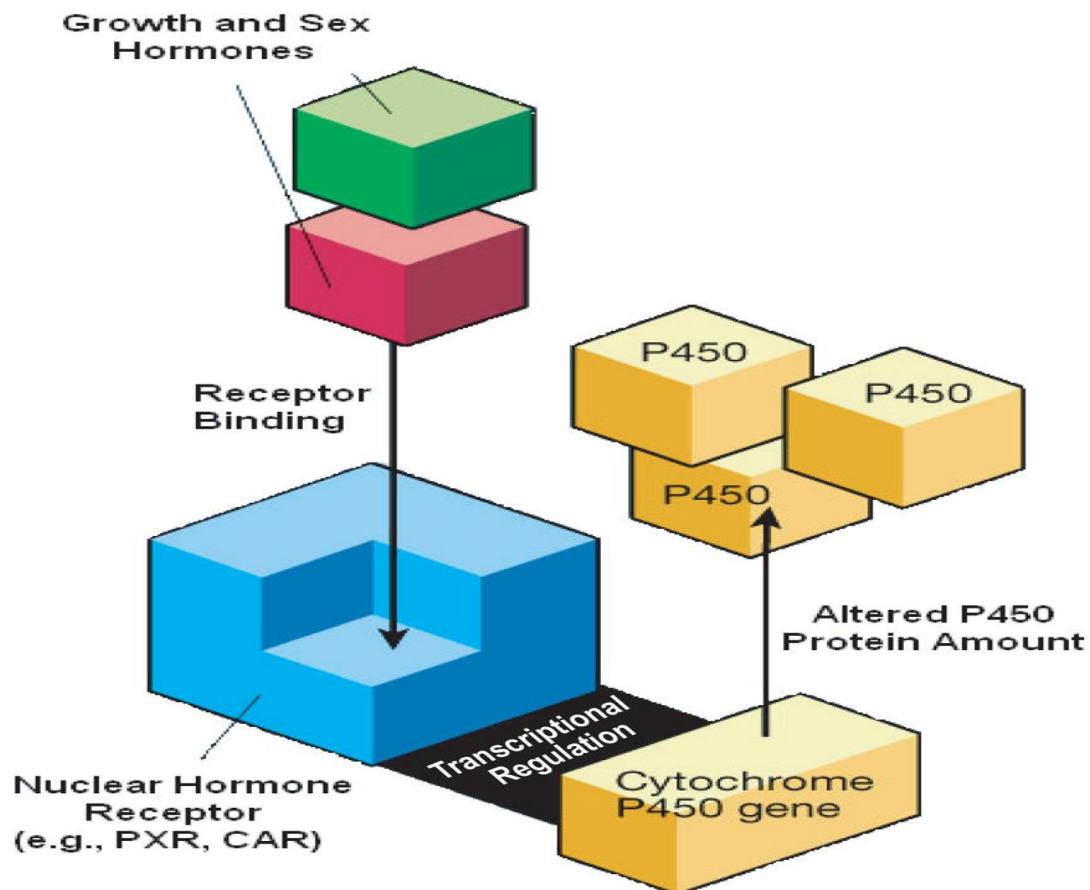 Growth and Sex
Hormones
Receptor
Binding
P450
P450
P450
Altered P450
Protein Amount
Transcriptional
Regulation
Nuclear Hormone
Receptor
(e.g., PXR, CAR)
Cytochrome
P450 gene